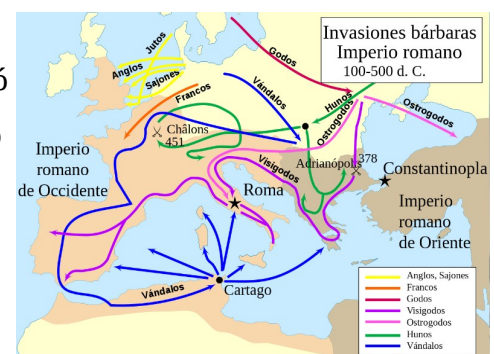 ó
Invasiones bárbaras
Imperio romano
100-500 d. C.
Jutos
Anglos
Sajones
Godos
Francos
Vándalos
Hunos
Ostrogodos
Ostrogodos
Châlons
451
Visigodos
Adrianópolis
378
Imperio
romano
de Occidente
Roma
Constantinopla
Imperio
romano
de Oriente
Vándalos
Cartago
Anglos, Sajones
Francos
Godos
Visigodos
Ostrogodos
Hunos
Vándalos